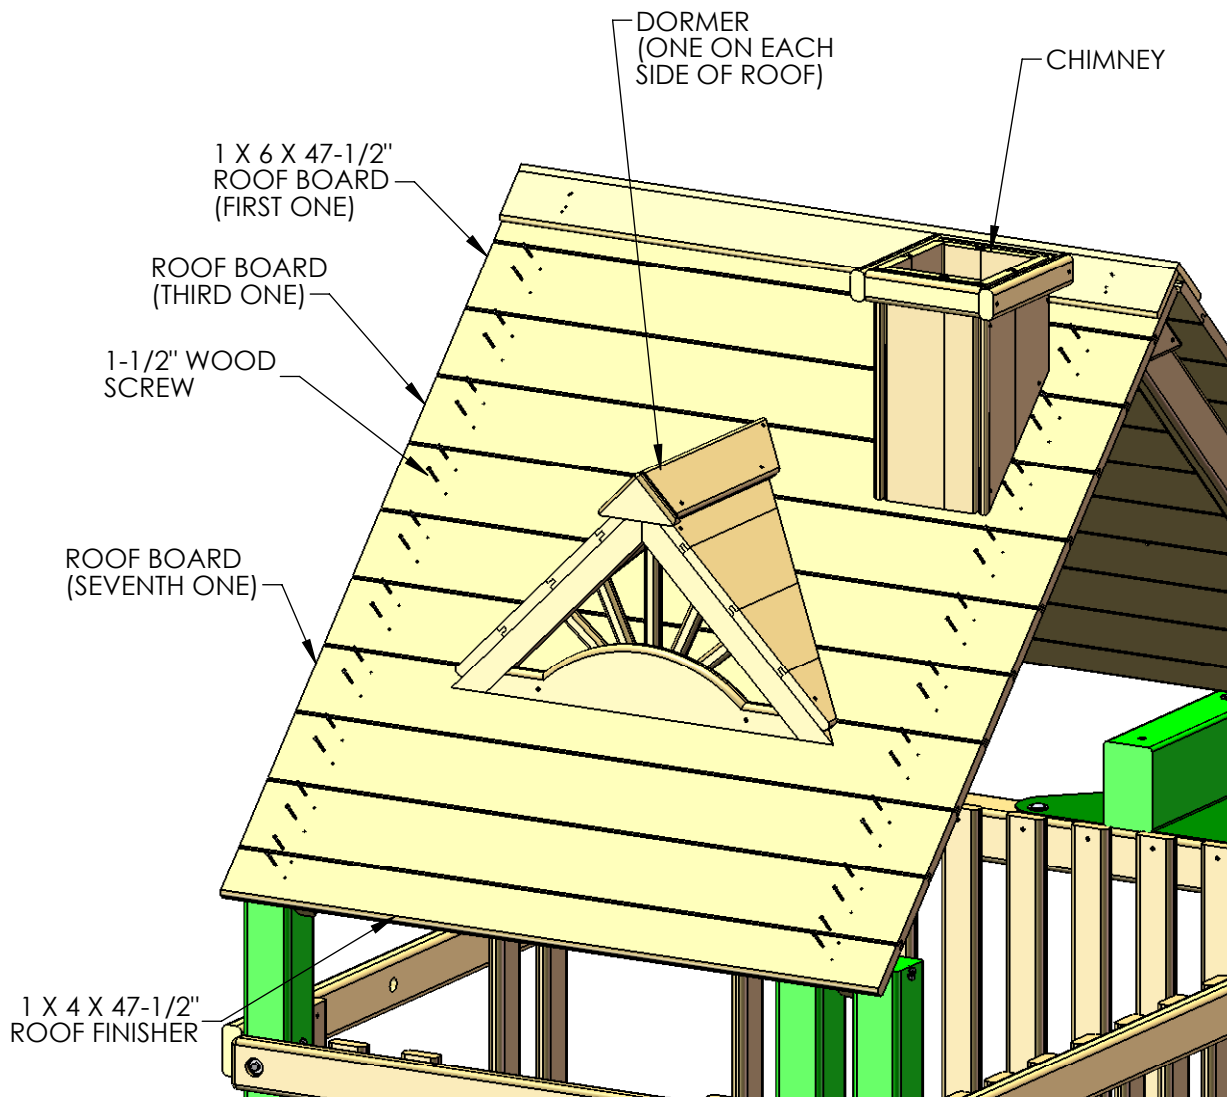 DORMER
(ONE ON EACH
SIDE OF ROOF)
CHIMNEY
1 X 6 X 47-1/2"
ROOF BOARD
(FIRST ONE)
ROOF BOARD
(THIRD ONE)
1-1/2" WOOD
SCREW
ROOF BOARD
(SEVENTH ONE)
1 X 4 X 47-1/2"
ROOF FINISHER